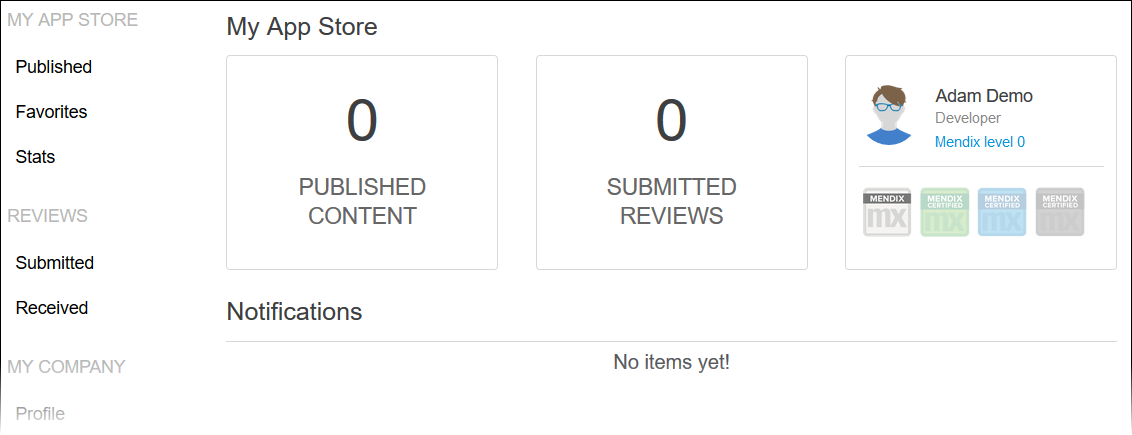 MY APP STORE
Published
Favorites
Stats
REVIEWS
Submitted
Received
MY COMPANY
Profile
My App Store
0
PUBLISHED
CONTENT
0
SUBMITTED
REVIEWS
Adam Demo
Developer
Mendix level 0
MENDIX
mx
MENDIX
CERTIFIED
mx
MENDIX
CERTIFIED
mx
MENDIX
CERTIFIED
mx
Notifications
No items yet!